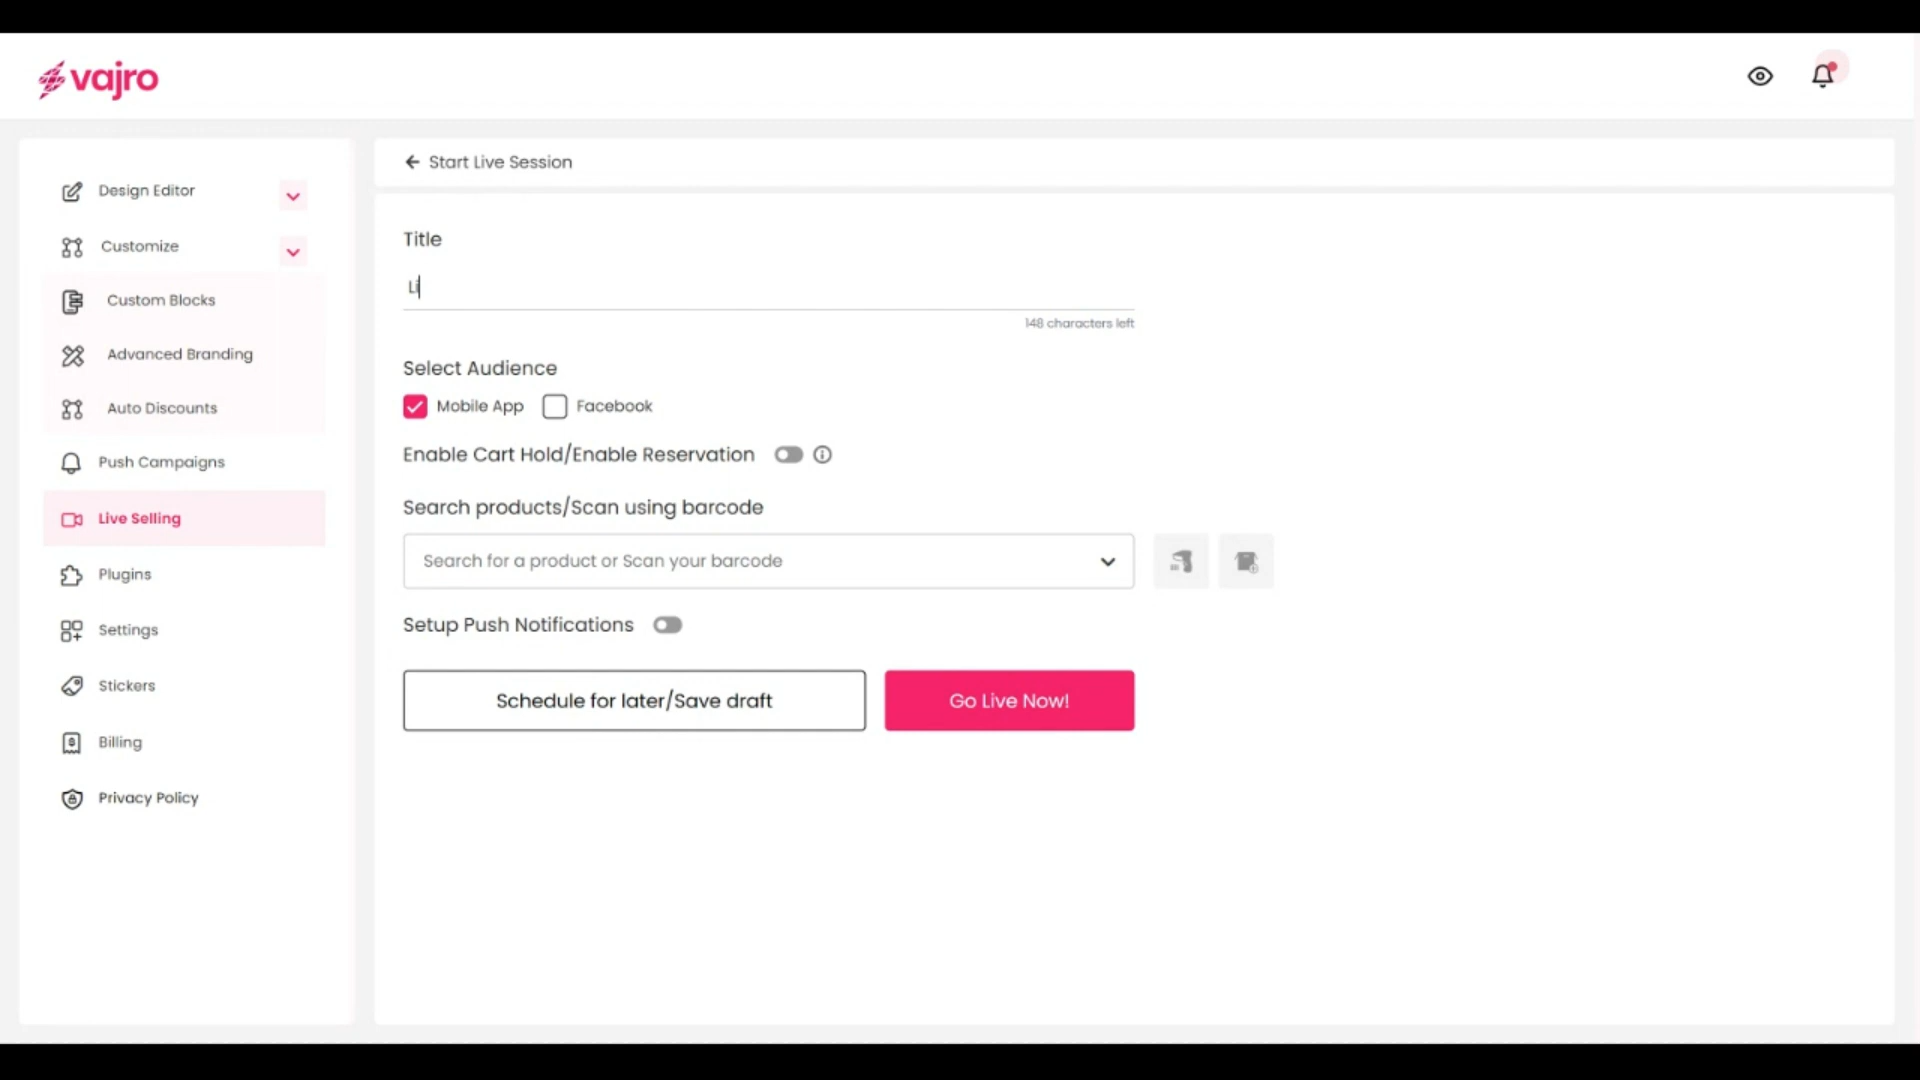 vajro
Design Editor
Customize
Custom Blocks
Advanced Branding
Auto Discounts
Push Campaigns
Live Selling
Plugins
Settings
Stickers
Billing
Privacy Policy
Start Live Session
Title
Li
148 characters left
Select Audience
Mobile App Facebook
Enable Cart Hold/Enable Reservation
Search products/Scan using barcode
Search for a product or Scan your barcode
Setup Push Notifications
Schedule for later/Save draft Go Live Now!